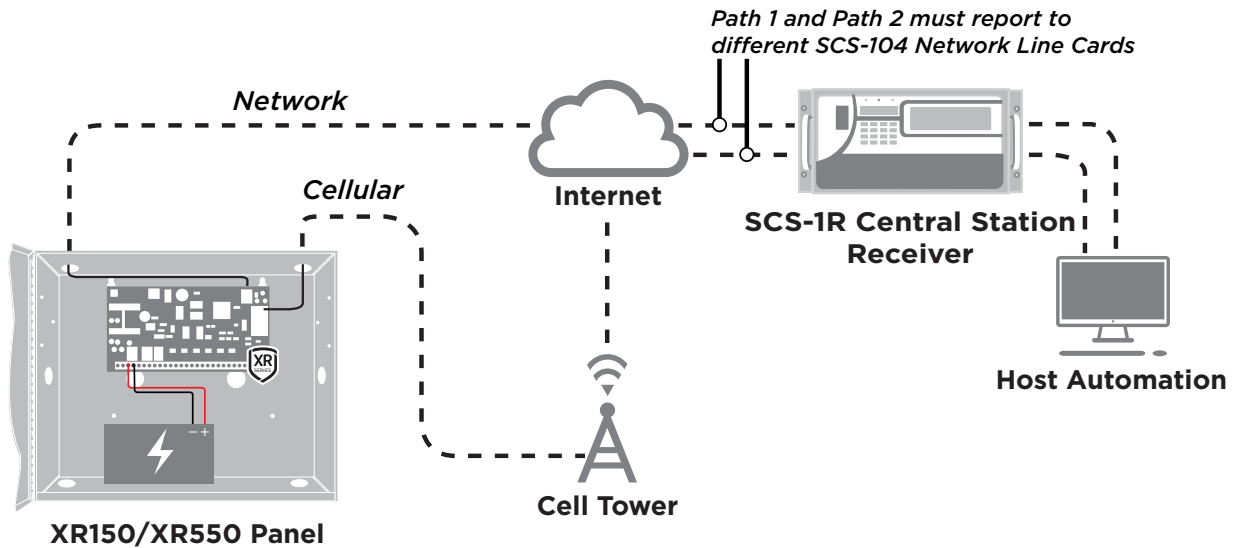 Path 1 and Path 2 must report to
different SCS-104 Network Line Cards
Network
Cellular
Internet
SCS-1R Central Station
Receiver
Host Automation
XR
SERIES
Cell Tower
XR150/XR550 Panel